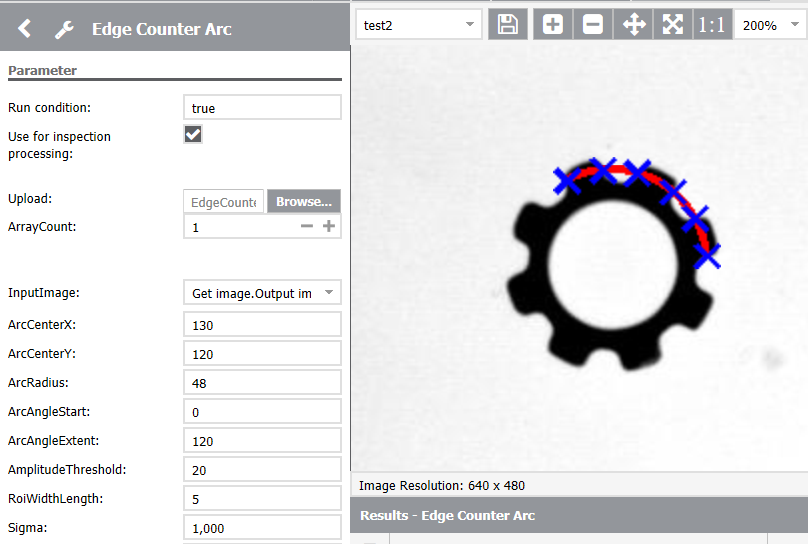 Edge Counter Arc
Parameter
Run condition: true
Use for inspection
processing:
Upload: EdgeCounte Browse...
ArrayCount: 1
InputImage: Get image.Output im
ArcCenterX: 130
ArcCenterY: 120
ArcRadius: 48
ArcAngleStart: 0
ArcAngleExtent: 120
AmplitudeThreshold: 20
RoiWidthLength: 5
Sigma: 1,000
test2 1:1 200%
Image Resolution: 640 x 480
Results - Edge Counter Arc